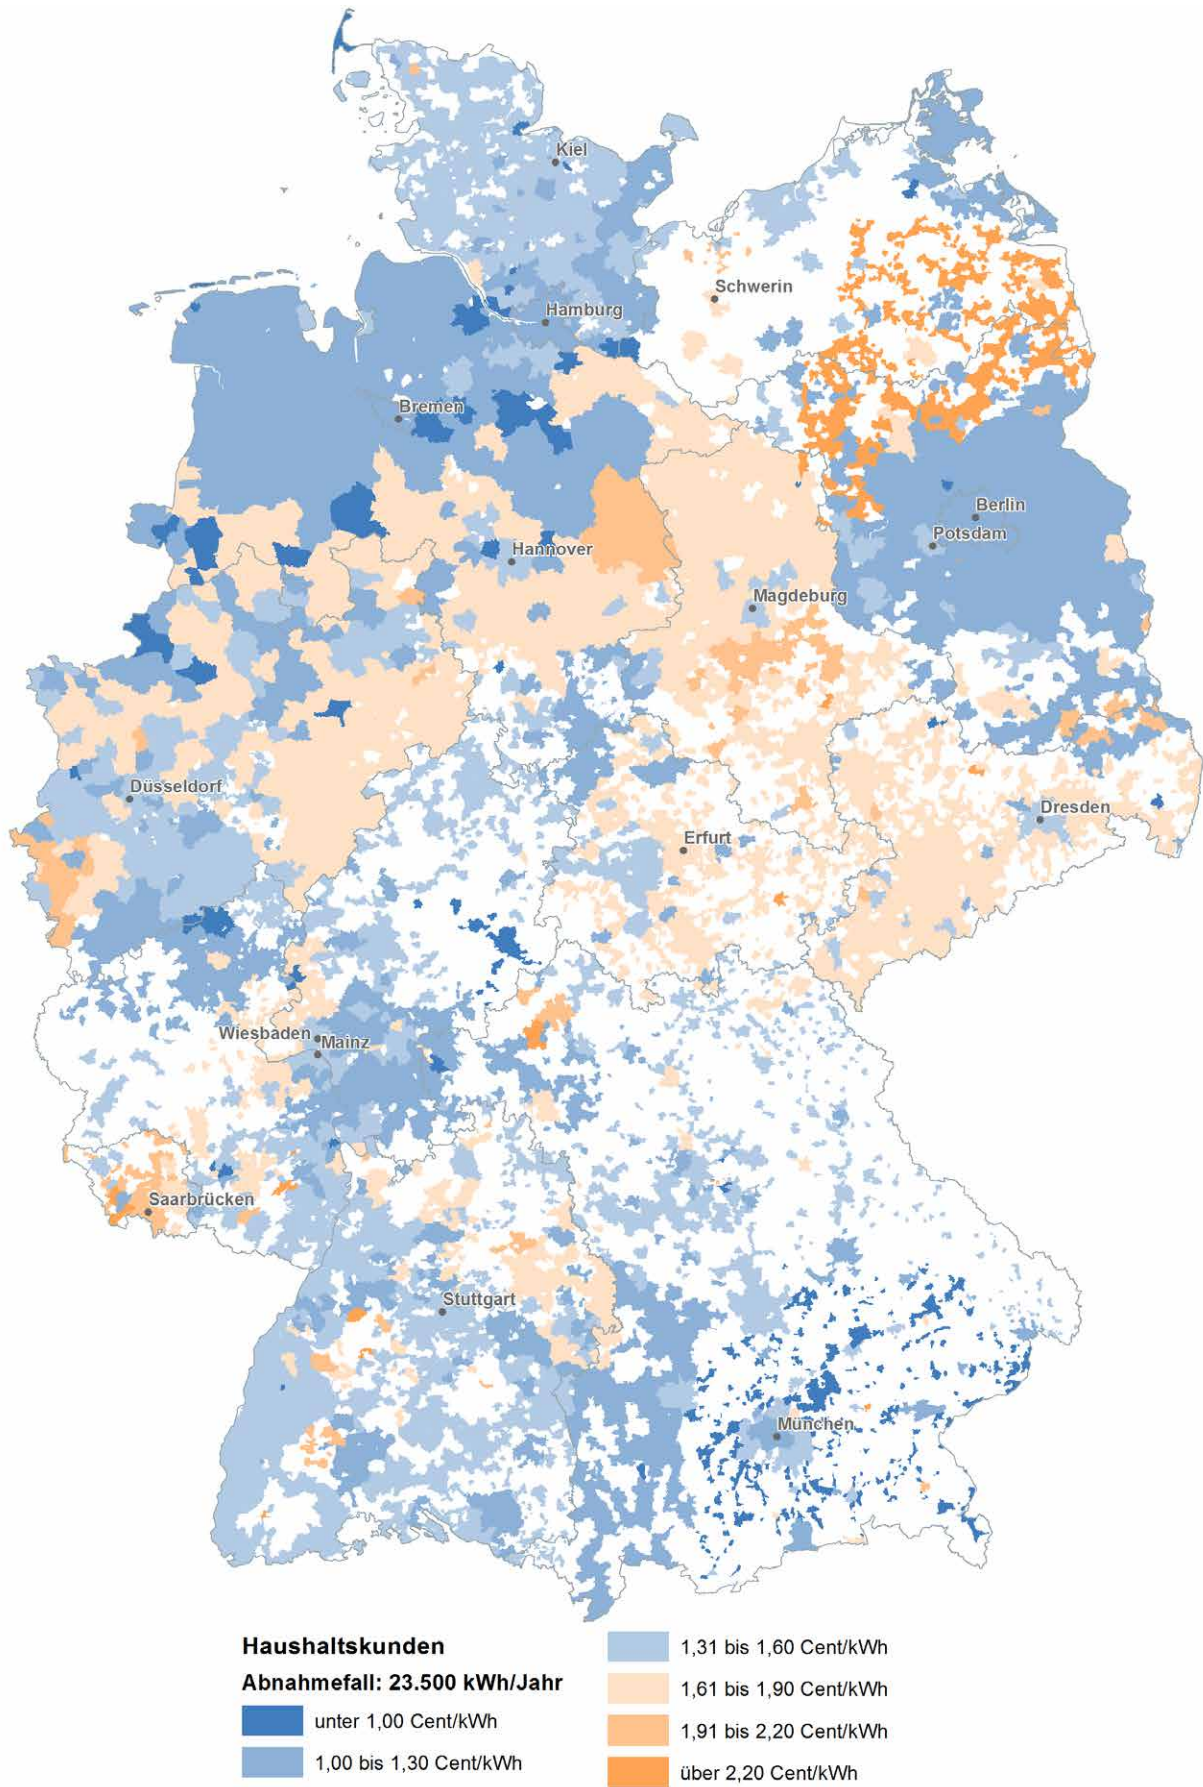 Kiel
Schwerin
Hamburg
Bremen
Berlin
Potsdam
Hannover
Magdeburg
Düsseldorf
Dresden
Erfurt
Wiesbaden
Mainz
Saarbrücken
Stuttgart
München
Haushaltskunden
Abnahmefall: 23.500 kWh/Jahr
unter 1,00 Cent/kWh
1,00 bis 1,30 Cent/kWh
1,31 bis 1,60 Cent/kWh
1,61 bis 1,90 Cent/kWh
1,91 bis 2,20 Cent/kWh
über 2,20 Cent/kWh